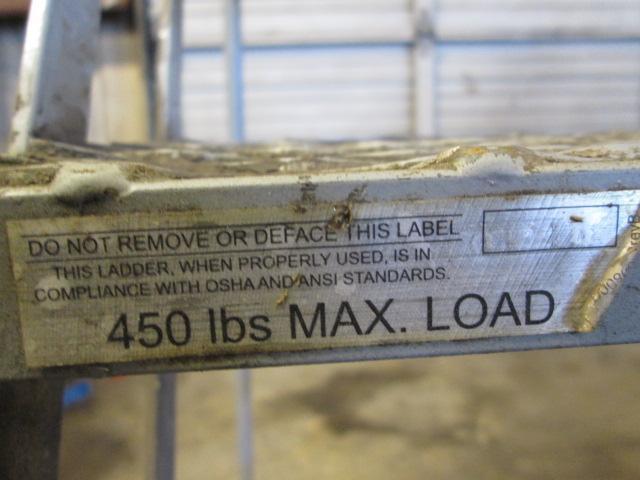 DO NOT REMOVE OR DEFACE THIS LABEL
THIS LADDER, WHEN PROPERLY USED, IS IN
COMPLIANCE WITH OSHA AND ANSI STANDARDS.
450 lbs MAX. LOAD